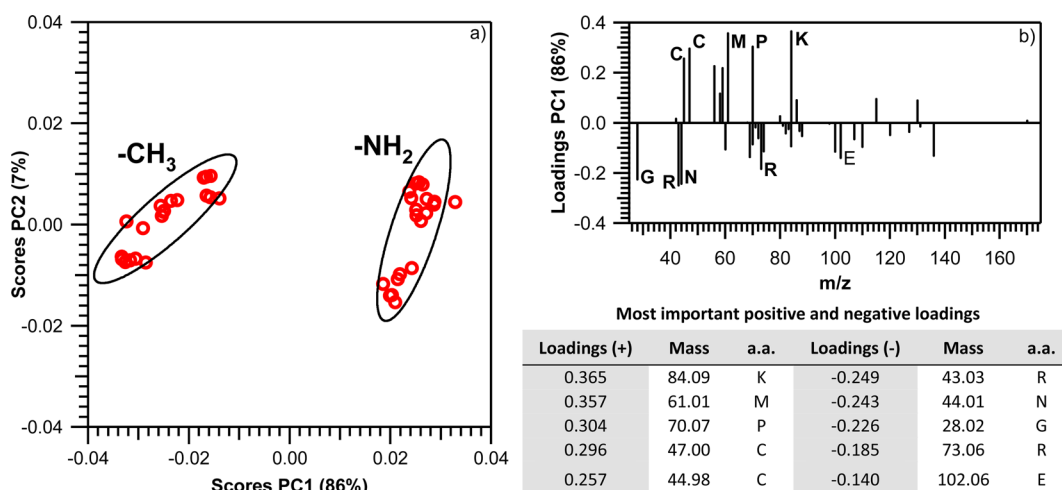 a)
0.04
0.02
0.00
-0.02
-0.04
Scores PC2 (7%)
-CH3
-NH2
-0.04 -0.02 0.00 0.02 0.04
Scores PC1 (86%)
b)
0.4
0.2
0.0
-0.2
-0.4
Loadings PC1 (86%)
C C M P K
G R N R E
40 60 80 100 120 140 160
m/z
Most important positive and negative loadings
Loadings (+) Mass a.a. Loadings (-) Mass a.a.
0.365 84.09 K -0.249 43.03 R
0.357 61.01 M -0.243 44.01 N
0.304 70.07 P -0.226 28.02 G
0.296 47.00 C -0.185 73.06 R
0.257 44.98 C -0.140 102.06 E